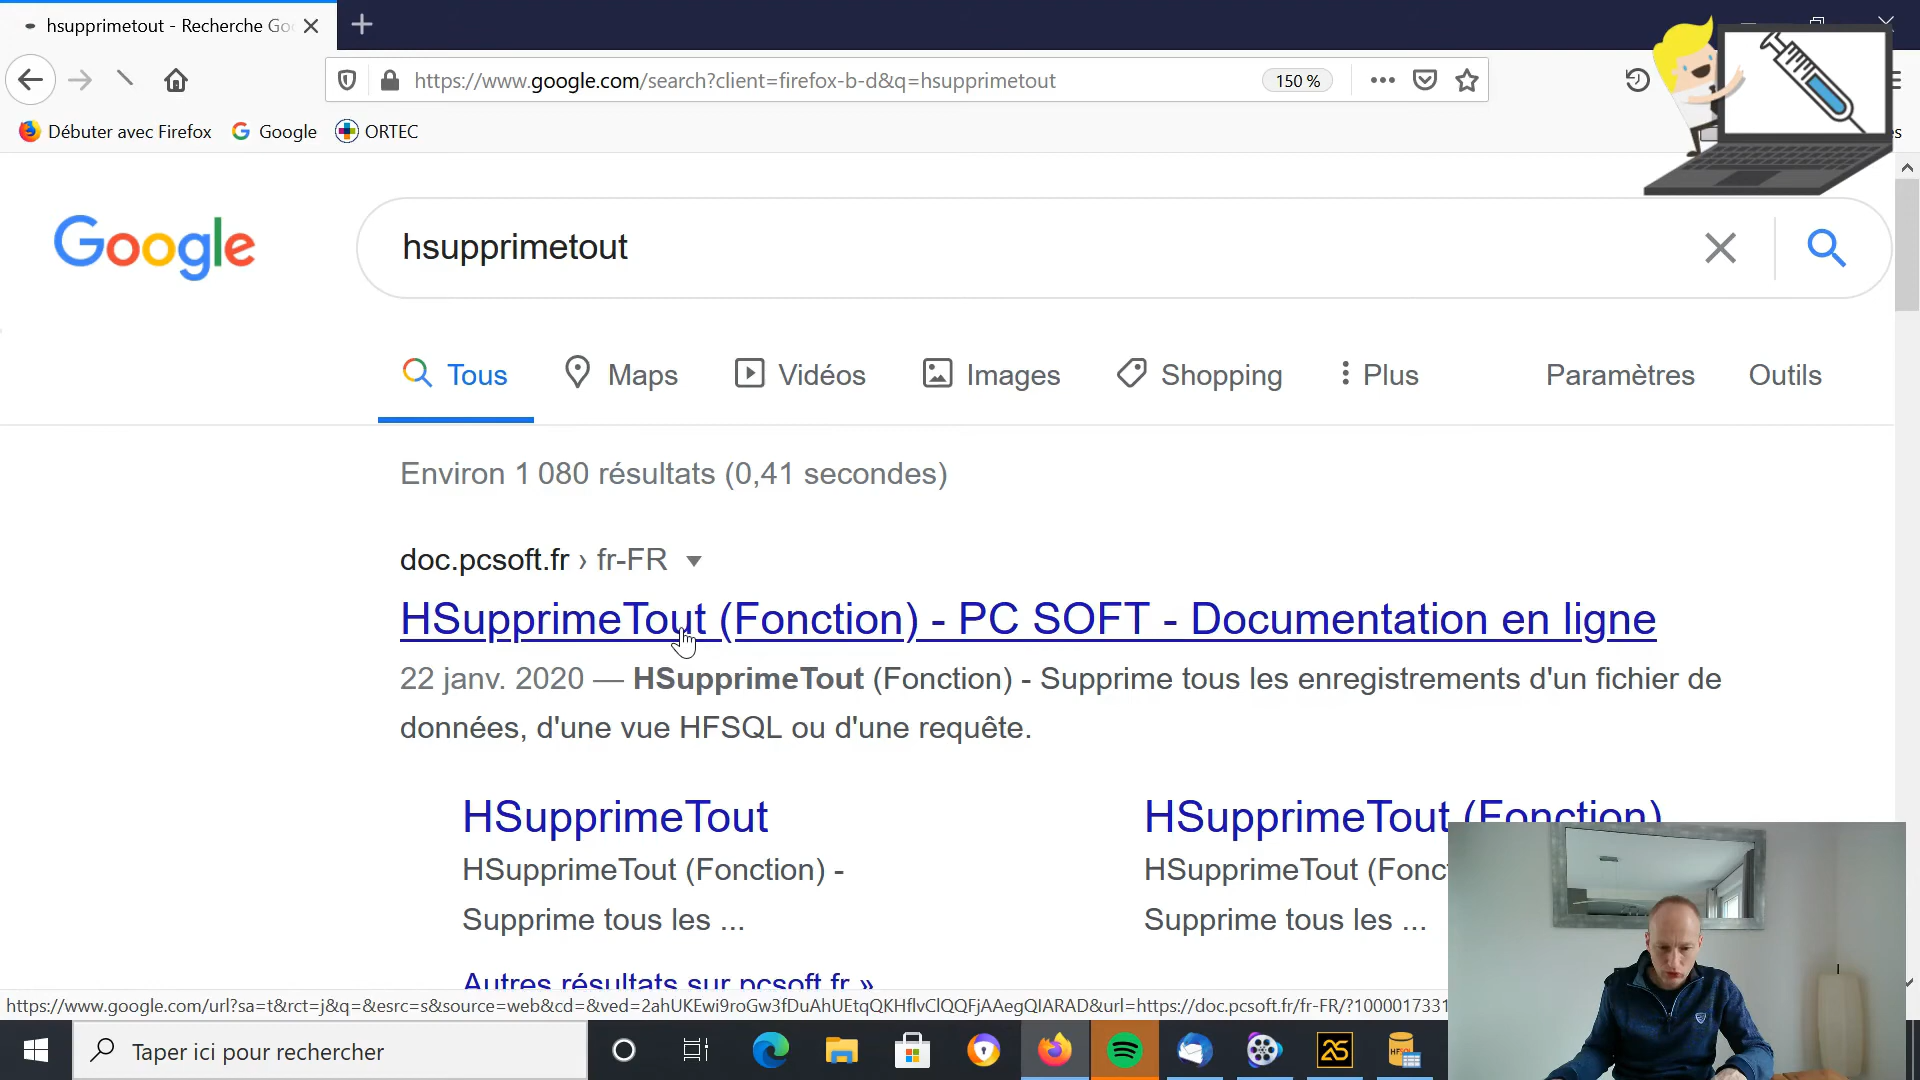 hsupprimetout - Recherche Go
https://www.google.com/search?client=firefox-b-d&q=hsupprimetout
150 %
Débuter avec Firefox
Google
ORTEC
es
Google
hsupprimetout
Tous
Maps
Vidéos
Images
Shopping
Plus
Paramètres
Outils
Environ 1 080 résultats (0,41 secondes)
doc.pcsoft.fr › fr-FR
HSupprimeTout (Fonction) - PC SOFT - Documentation en ligne
22 janv. 2020 — HSupprimeTout (Fonction) - Supprime tous les enregistrements d'un fichier de
données, d'une vue HFSQL ou d'une requête.
HSupprimeTout
HSupprimeTout (Fonction) -
Supprime tous les ...
HSupprimeTout (Fonction)
HSupprimeTout (Fonc
Supprime tous les ...
Autres résultats sur pcsoft.fr »
https://www.google.com/url?sa=t&rct=j&q=&esrc=s&source=web&cd=&ved=2ahUKEwi9roGw3fDuAhUEtqQKHflvClQQFjAAegQIARAD&url=https://doc.pcsoft.fr/fr-FR/?1000017331
Taper ici pour rechercher
25
HFSQL